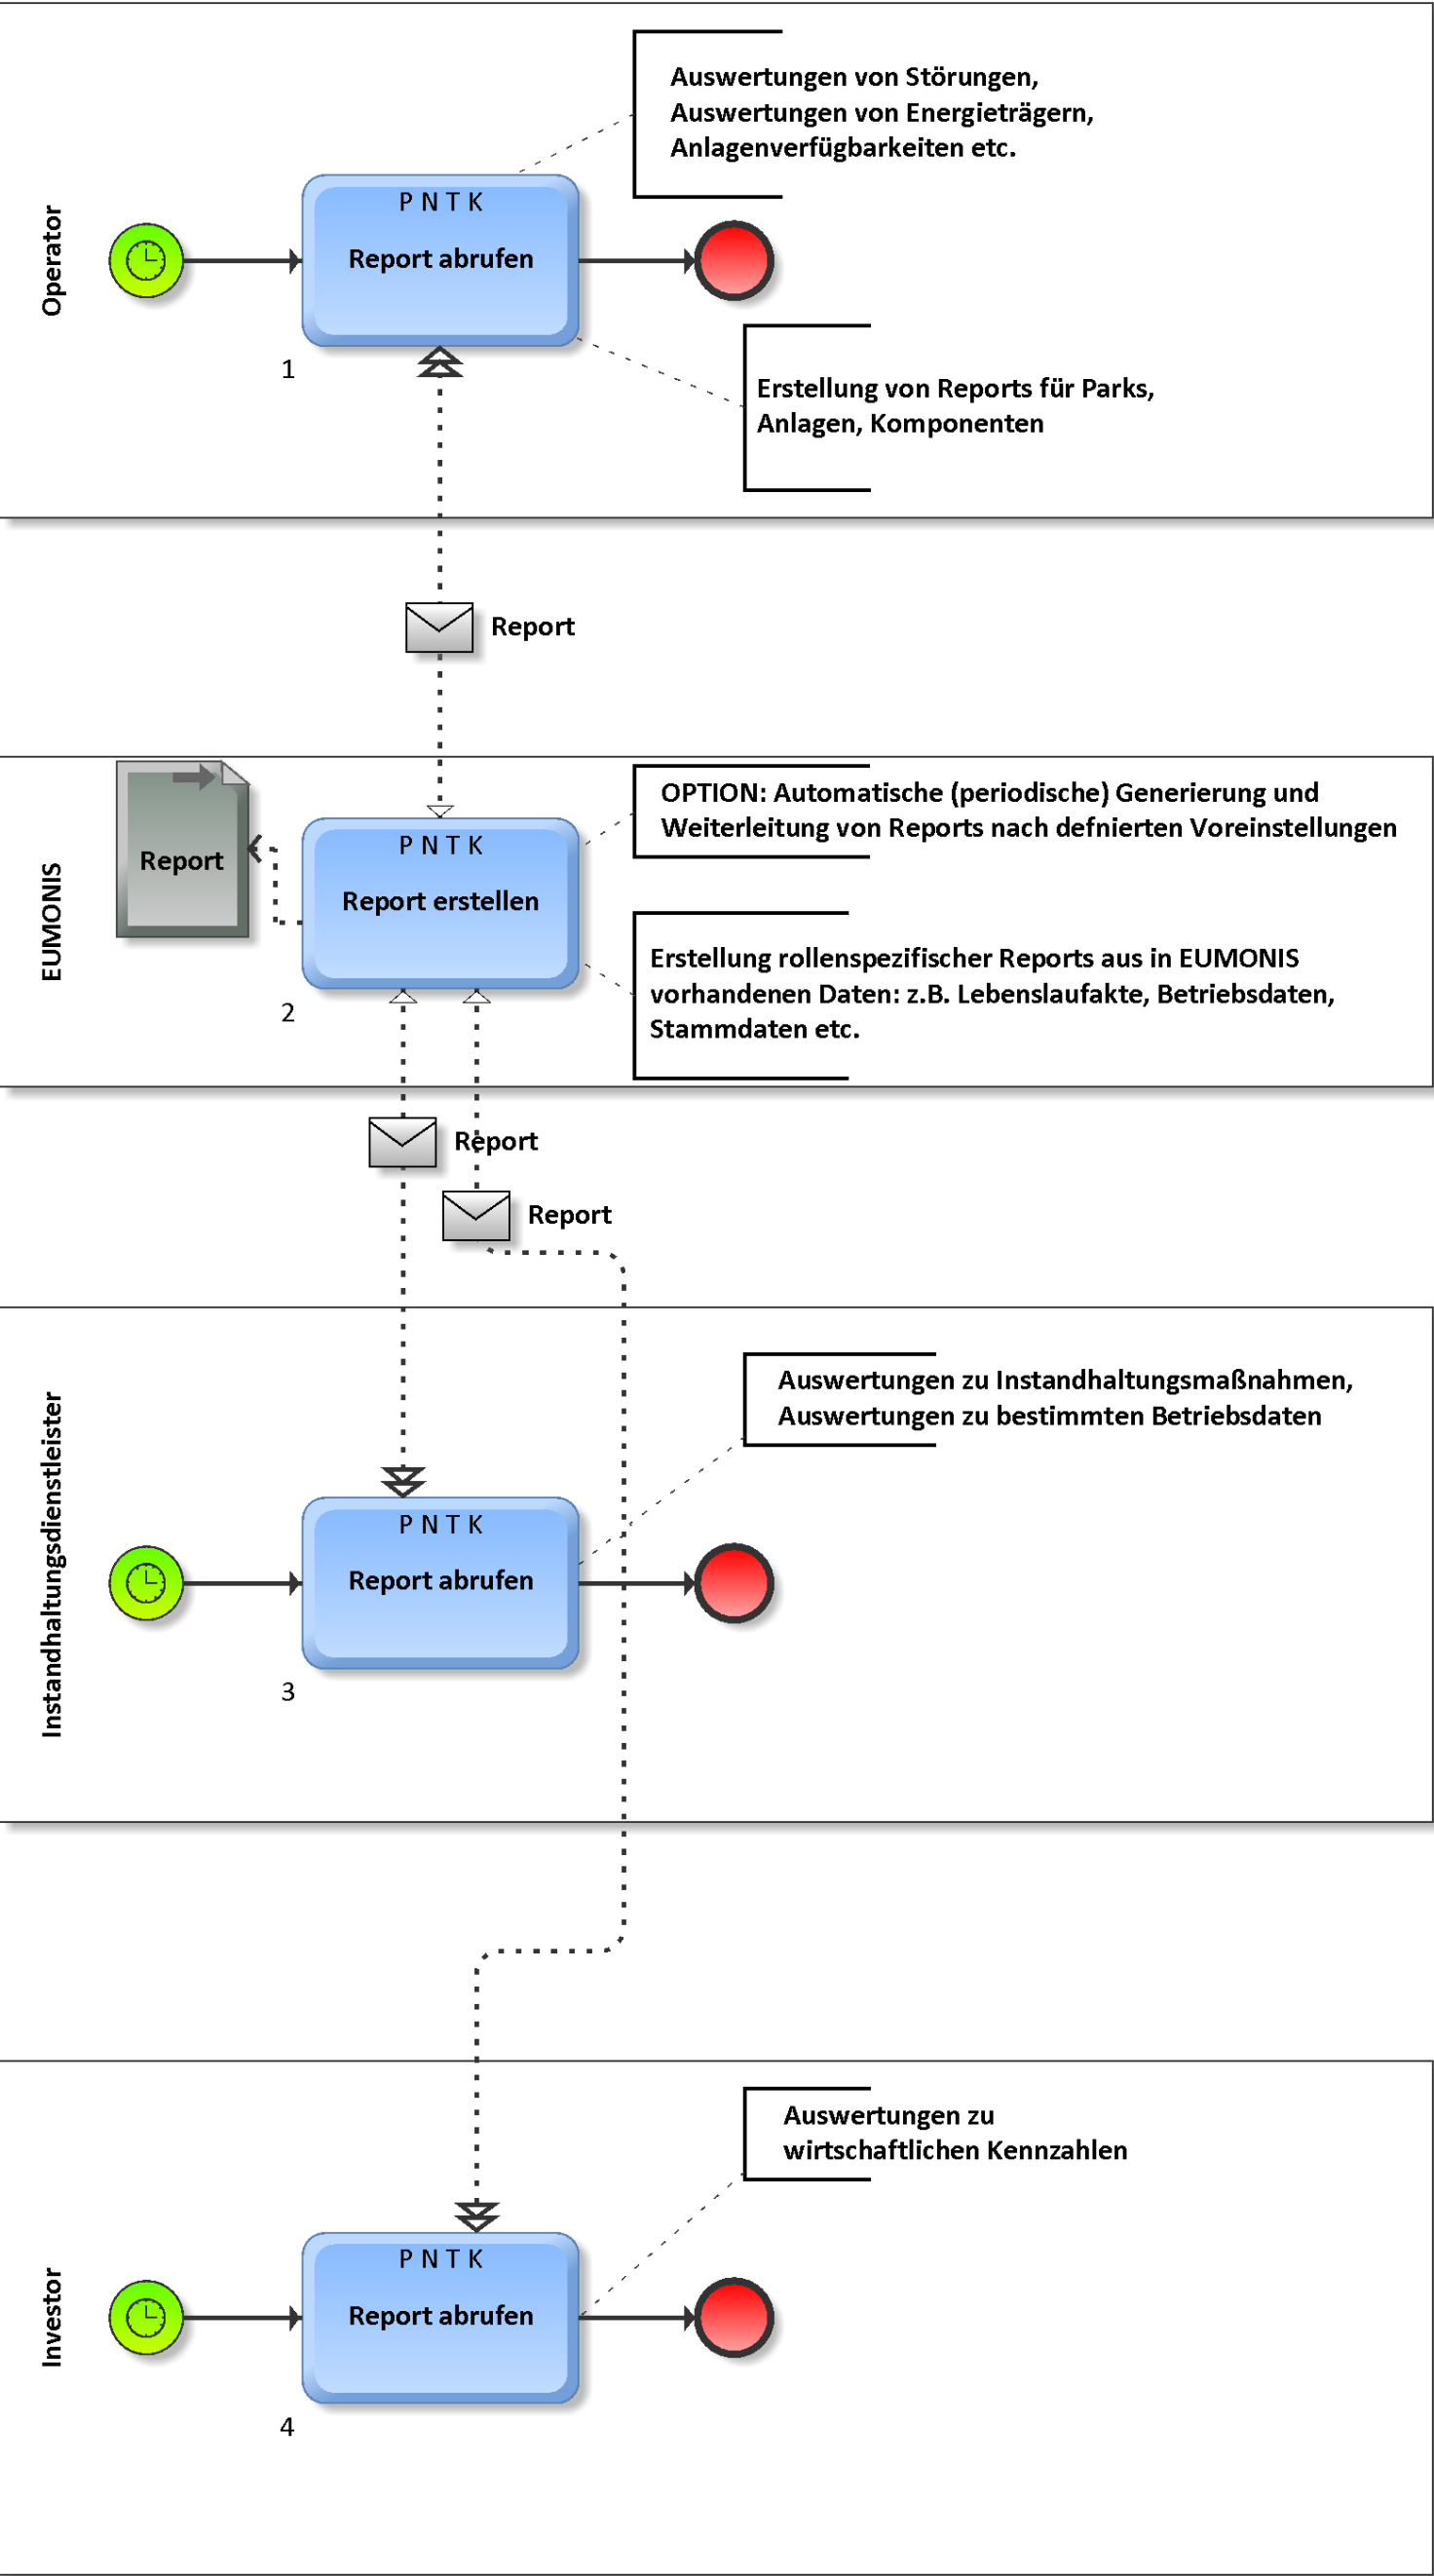 Operator
Auswertungen von Störungen,
Auswertungen von Energieträgern,
Anlagenverfügbarkeiten etc.
P N T K
Report abrufen
1
Erstellung von Reports für Parks,
Anlagen, Komponenten
Report
EUMONIS
Report
P N T K
Report erstellen
2
OPTION: Automatische (periodische) Generierung und
Weiterleitung von Reports nach defnierten Voreinstellungen
Erstellung rollenspezifischer Reports aus in EUMONIS
vorhandenen Daten: z.B. Lebenslaufakte, Betriebsdaten,
Stammdaten etc.
Report
Report
Instandhaltungsdienstleister
Auswertungen zu Instandhaltungsmaßnahmen,
Auswertungen zu bestimmten Betriebsdaten
P N T K
Report abrufen
3
Investor
Auswertungen zu
wirtschaftlichen Kennzahlen
P N T K
Report abrufen
4